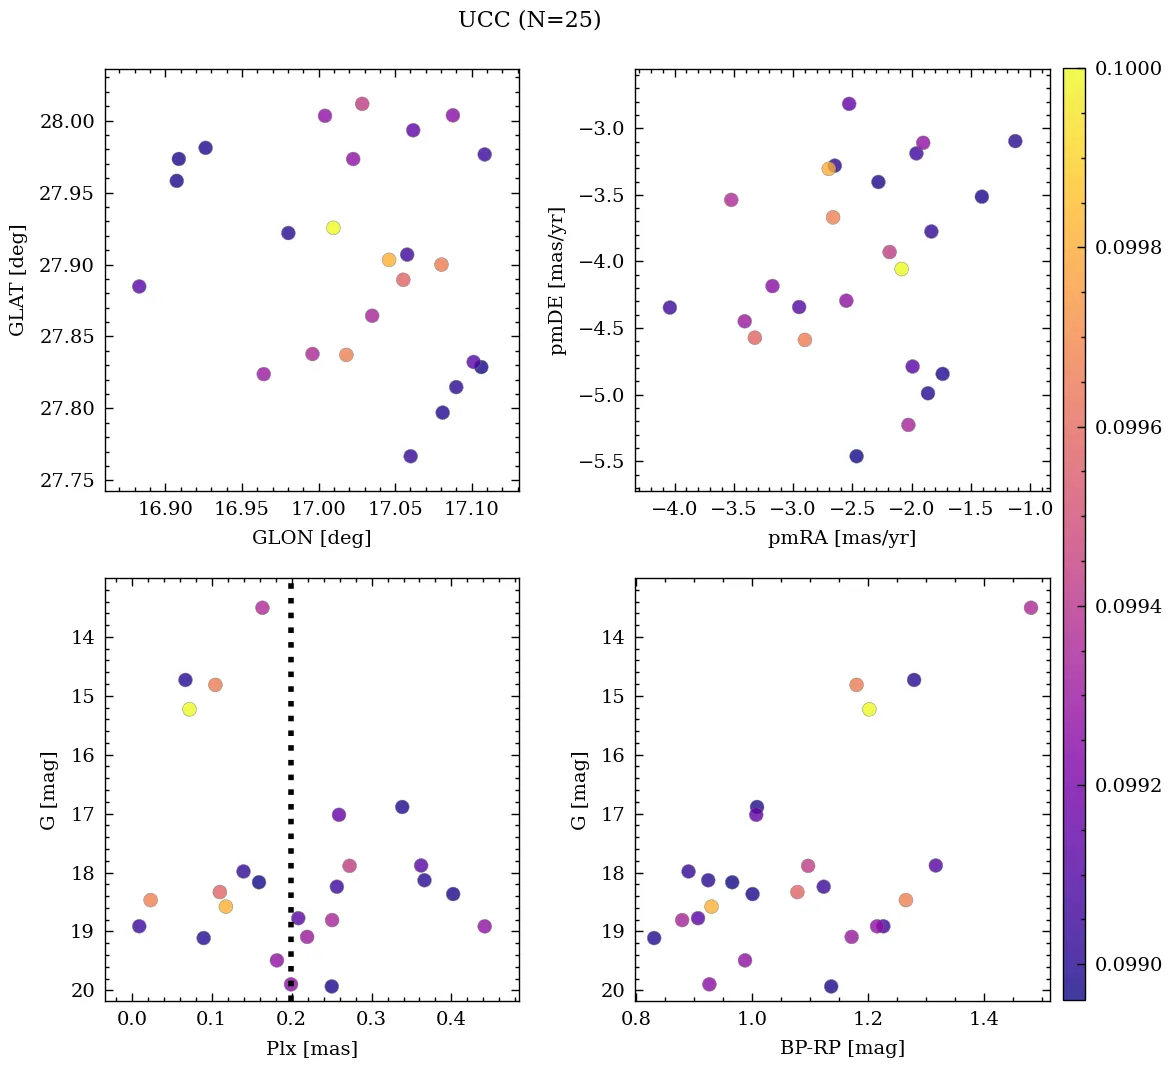 UCC (N=25)
28.00
27.95
27.90
27.85
27.80
27.75
GLAT [deg]
16.90 16.95 17.00 17.05 17.10
GLON [deg]
−3.0
−3.5
−4.0
−4.5
−5.0
−5.5
pmDE [mas/yr]
−4.0 −3.5 −3.0 −2.5 −2.0 −1.5 −1.0
pmRA [mas/yr]
0.1000
0.0998
0.0996
0.0994
0.0992
0.0990
14
15
16
17
18
19
20
G [mag]
0.0 0.1 0.2 0.3 0.4
Plx [mas]
14
15
16
17
18
19
20
G [mag]
0.8 1.0 1.2 1.4
BP-RP [mag]